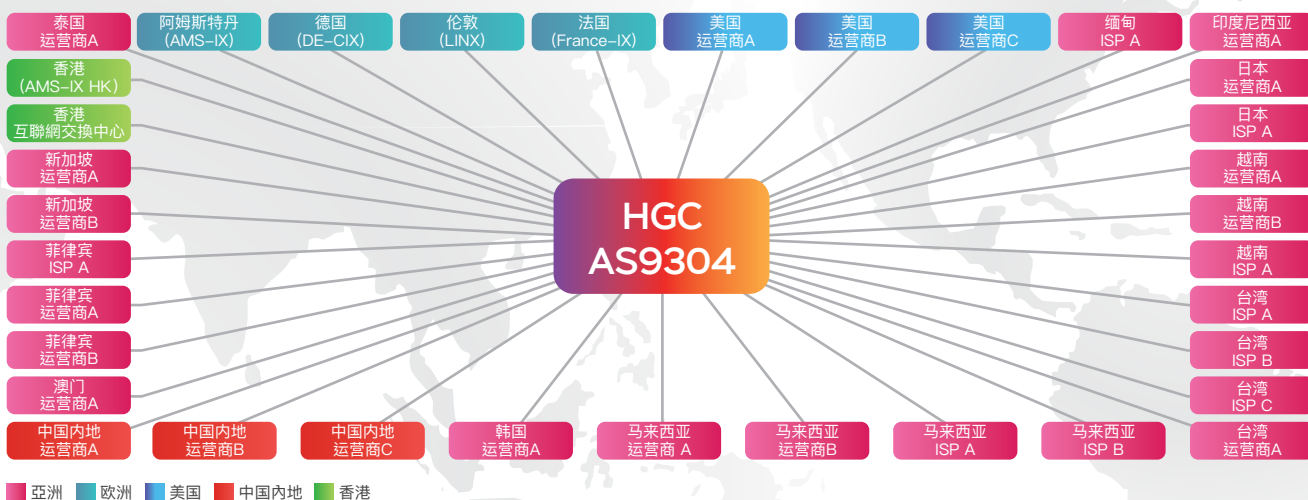 泰国
运营商A
阿姆斯特丹
(AMS-IX)
德国
(DE-CIX)
伦敦
(LINX)
法国
(France-IX)
美国
运营商A
美国
运营商B
美国
运营商C
缅甸
ISP A
印度尼西亚
运营商A
香港
(AMS-IX HK)
日本
运营商A
香港
互聯網交換中心
日本
ISP A
新加坡
运营商A
越南
运营商A
新加坡
运营商B
越南
运营商B
HGC
AS9304
菲律宾
ISP A
越南
ISP A
菲律宾
运营商A
台湾
ISP A
菲律宾
运营商B
台湾
ISP B
澳门
运营商A
台湾
ISP C
中国内地
运营商A
中国内地
运营商B
中国内地
运营商C
韩国
运营商A
马来西亚
运营商 A
马来西亚
运营商B
马来西亚
ISP A
马来西亚
ISP B
台湾
运营商A
亞洲 欧洲 美国 中国內地 香港